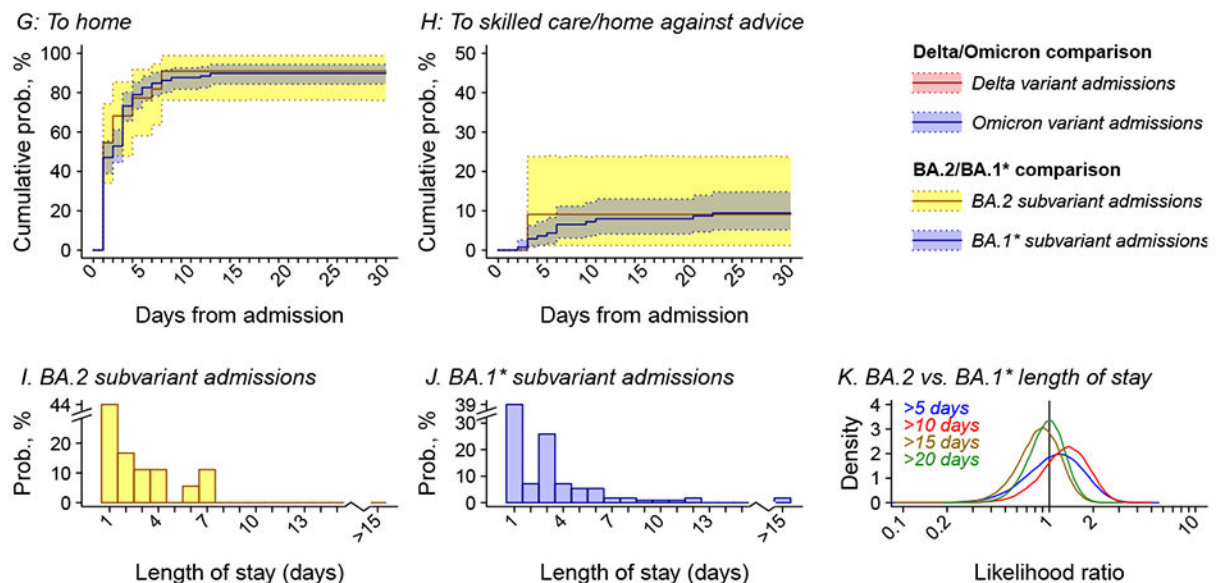 G: To home
H: To skilled care/home against advice
Cumulative prob., %
100
80
60
40
20
0
0 5 10 15 20 25 30
Days from admission
Cumulative prob., %
50
40
30
20
10
0
0 5 10 15 20 25 30
Days from admission
Delta/Omicron comparison
Delta variant admissions
Omicron variant admissions
BA.2/BA.1* comparison
BA.2 subvariant admissions
BA.1* subvariant admissions
I. BA.2 subvariant admissions
Prob., %
44
20
10
0
1 4 7 10 13 >15
Length of stay (days)
J. BA.1* subvariant admissions
Prob., %
39
30
20
10
0
1 4 7 10 13 >15
Length of stay (days)
K. BA.2 vs. BA.1* length of stay
Density
4
3
2
1
0
>5 days
>10 days
>15 days
>20 days
0.1 0.2 1 2 10
Likelihood ratio